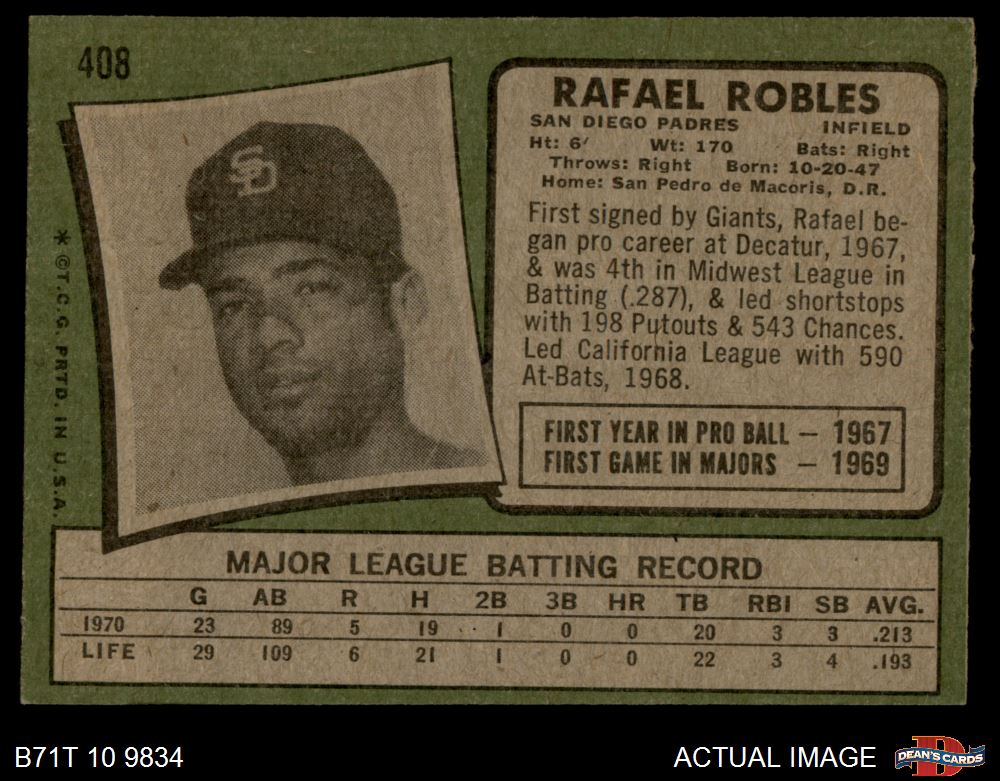 408
RAFAEL ROBLES
SAN DIEGO PADRES INFIELD
Ht: 6' Wt: 170 Bats: Right
Throws: Right Born: 10-20-47
Home: San Pedro de Macoris, D.R.
First signed by Giants, Rafael be-
gan pro career at Decatur, 1967,
& was 4th in Midwest League in
Batting (.287), & led shortstops
with 198 Putouts & 543 Chances.
Led California League with 590
At-Bats, 1968.
FIRST YEAR IN PRO BALL — 1967
FIRST GAME IN MAJORS — 1969
SD
* © T.C.G. PRTD. IN U.S.A.
MAJOR LEAGUE BATTING RECORD
G AB R H 2B 3B HR TB RBI SB AVG.
1970 23 89 5 19 1 0 0 20 3 3 .213
LIFE 29 109 6 21 1 0 0 22 3 4 .193
B71T 10 9834
ACTUAL IMAGE
D
DEAN'S CARDS